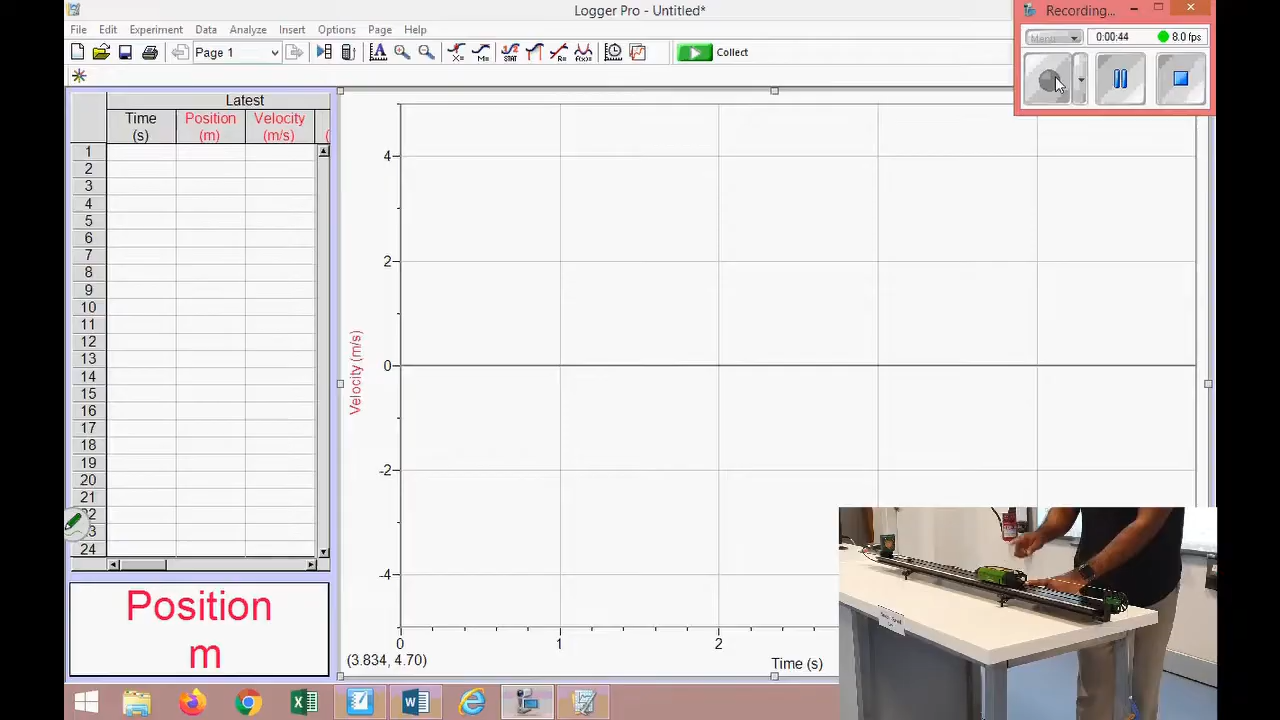 Logger Pro - Untitled*
Recording...
File Edit Experiment Data Analyze Insert Options Page Help
Menu 0:00:44 8.0 fps
Page 1 Collect
Latest
Time Position Velocity
(s) (m) (m/s) (
1
2
3
4
5
6
7
8
9
10
11
12
13
14
15
16
17
18
19
20
21
22
3
24
4
2
0
-2
-4
Velocity (m/s)
0 1 2
(3.834, 4.70)
Time (s)
Position
m